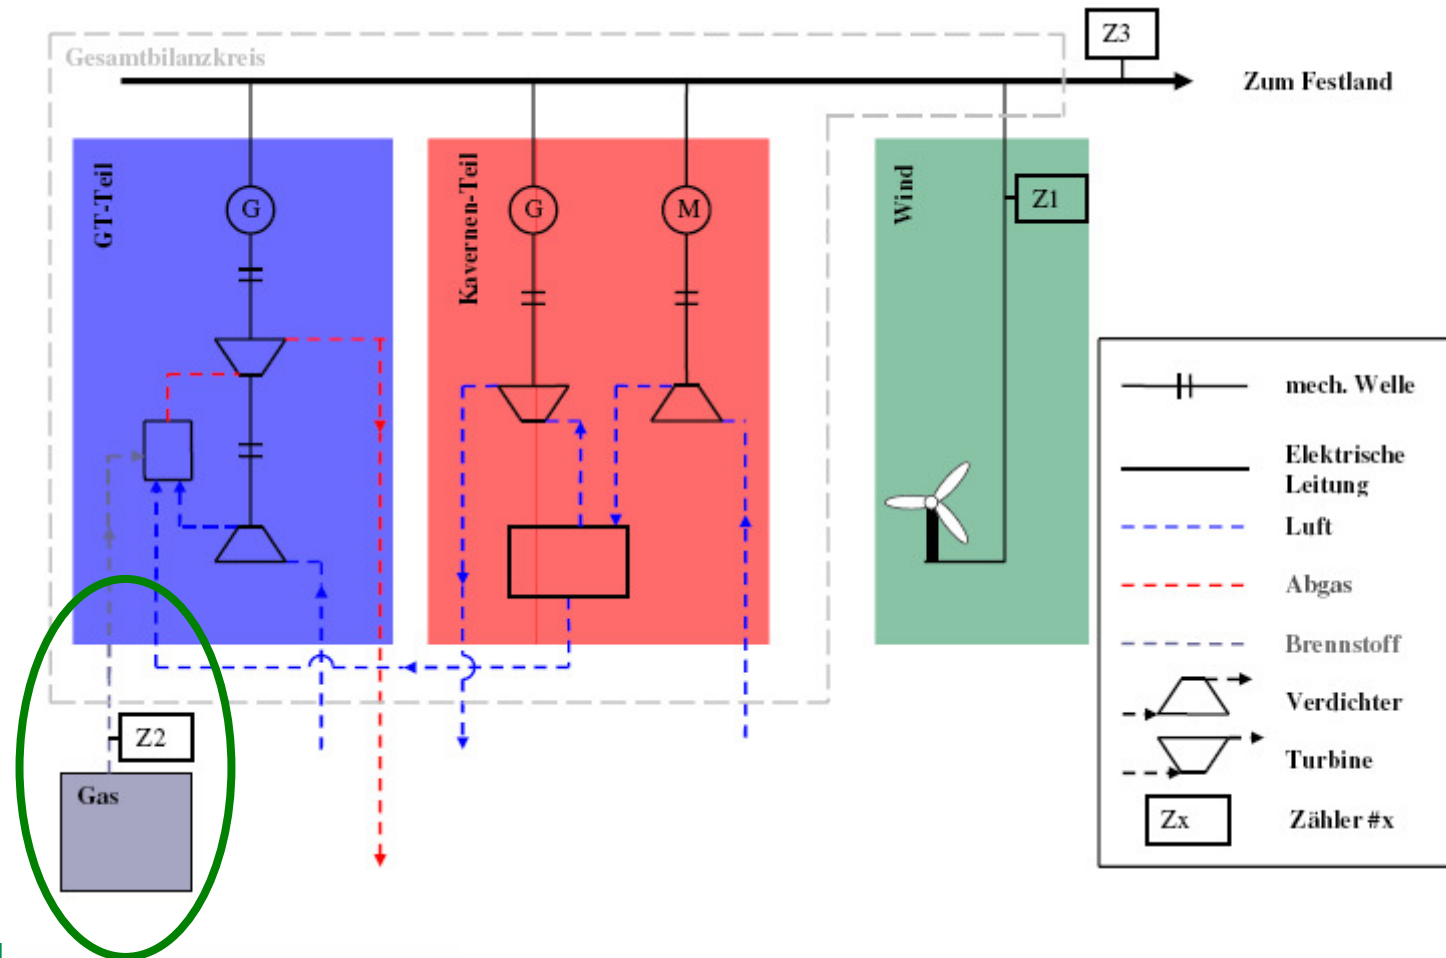 Z3
Gesamtbilanzkreis
Zum Festland
GT-Teil
Kavernen-Teil
Wind
G
G
M
Z1
mech. Welle
Elektrische
Leitung
Luft
Abgas
Brennstoff
Verdichter
Turbine
Zx
Zähler #x
Z2
Gas